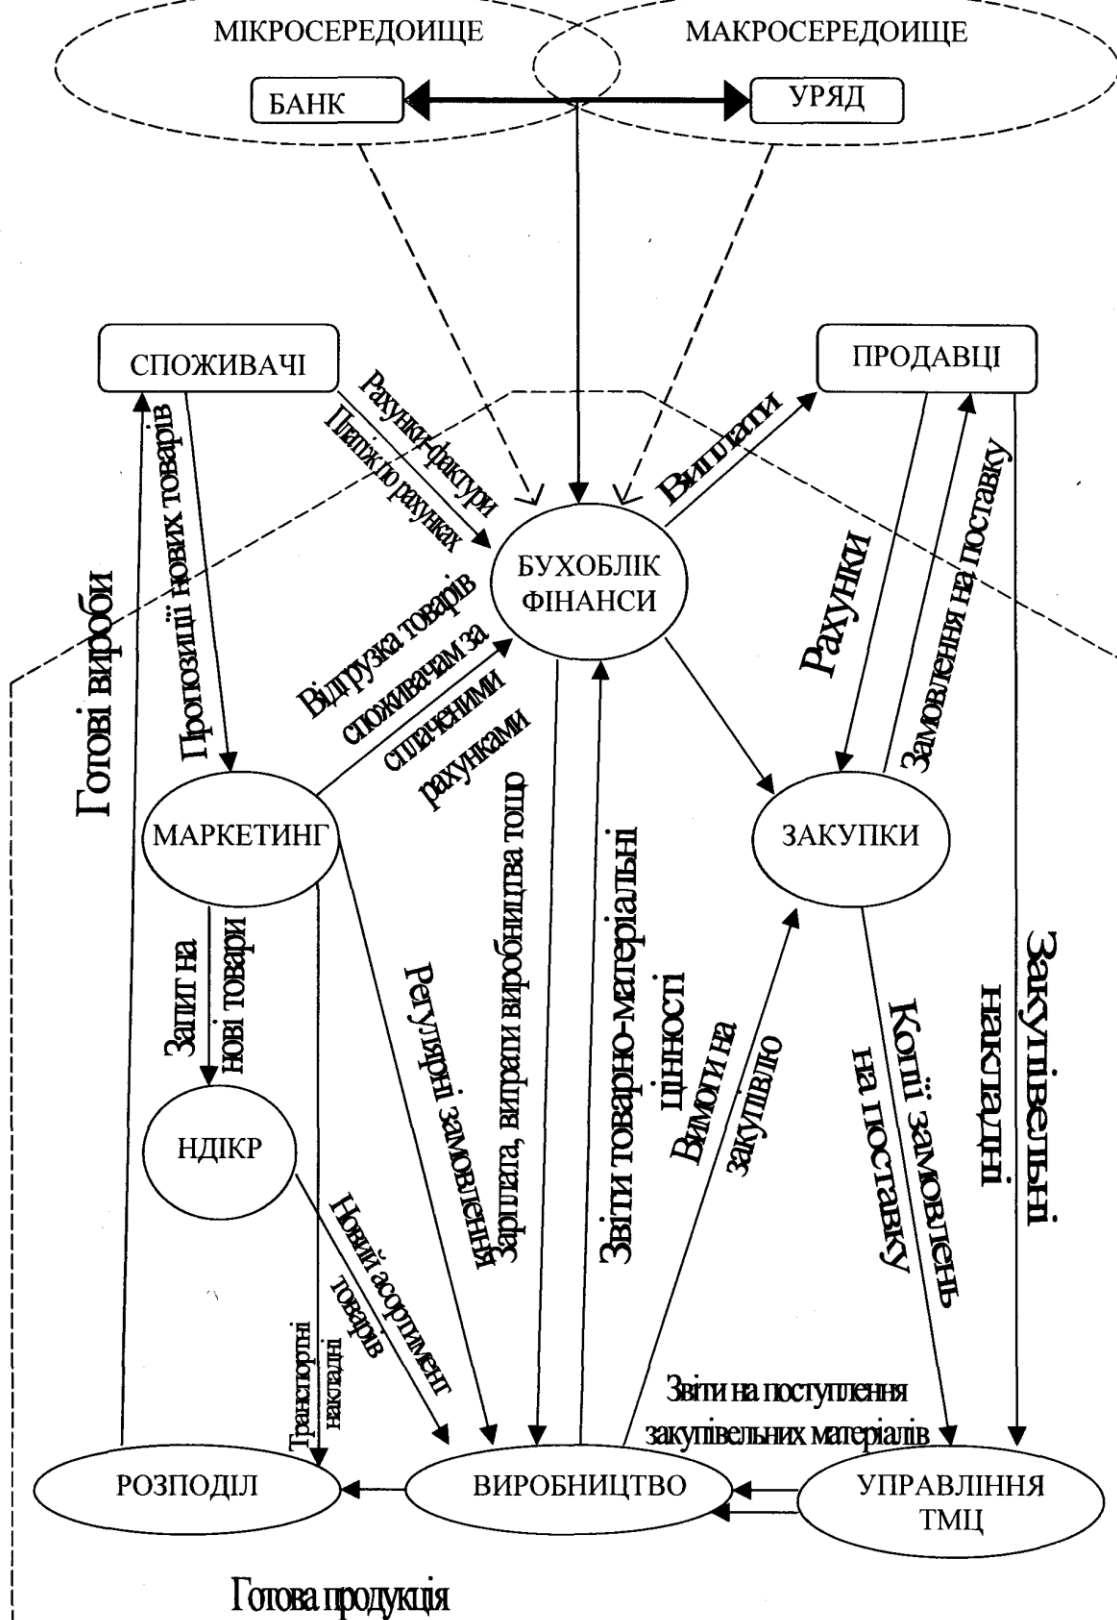 МІКРОСЕРЕДОИЩЕ
МАКРОСЕРЕДОИЩЕ
БАНК
УРЯД
СПОЖИВАЧІ
ПРОДАВЦІ
Рахунки-фактури
Платіж по рахунках
Виплати
Готові вироби
Пропозиції нових товарів
БУХОБЛІК
ФІНАНСИ
Рахунки
Замовлення на поставку
Відгрузка товарів
споживачам за
сплаченими
рахунками
МАРКЕТИНГ
ЗАКУПКИ
Запит на
нові товари
Регулярні замовлення
Зарплата, витрати виробництва тощо
Звіти товарно-матеріальні
цінності
Вимоги на
закупівлю
Копії замовлень
на поставку
Закупівельні
накладні
НДІКР
Новий асортимент
товарів
Транспортні
накладні
Звіти на поступлення
закупівельних матеріалів
РОЗПОДІЛ
ВИРОБНИЦТВО
УПРАВЛІННЯ
ТМЦ
Готова продукція